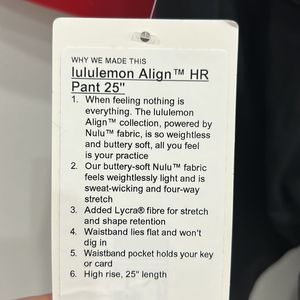 WHY WE MADE THIS
lululemon Align™ HR
Pant 25"
1. When feeling nothing is
everything. The lululemon
Align™ collection, powered by
Nulu™ fabric, is so weightless
and buttery soft, all you feel
is your practice
2. Our buttery-soft Nulu™ fabric
feels weightlessly light and is
sweat-wicking and four-way
stretch
3. Added Lycra® fibre for stretch
and shape retention
4. Waistband lies flat and won't
dig in
5. Waistband pocket holds your key
or card
6. High rise, 25" length